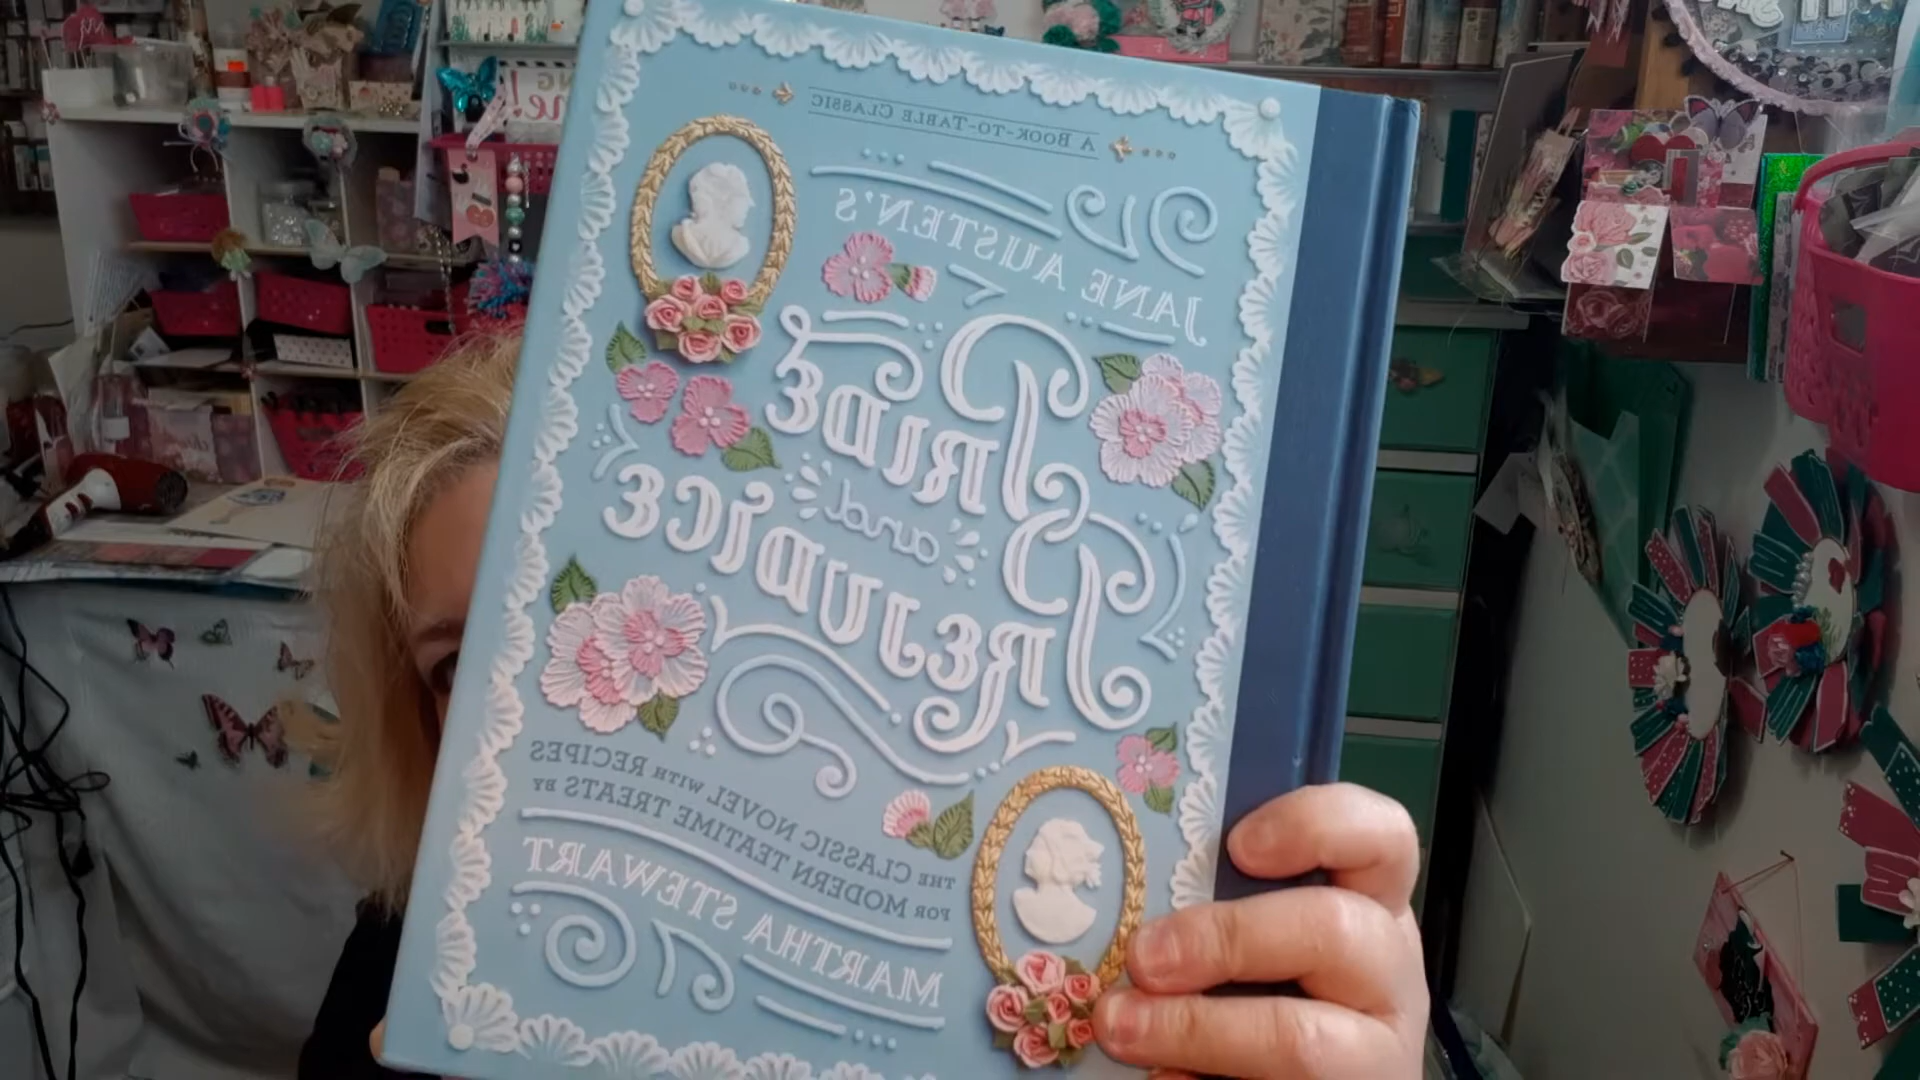 A BOOK-TO-TABLE CLASSIC
JANE AUSTEN'S
PRIDE
and
PREJUDICE
THE CLASSIC NOVEL WITH RECIPES
FOR MODERN TEATIME TREATS BY
MARTHA STEWART